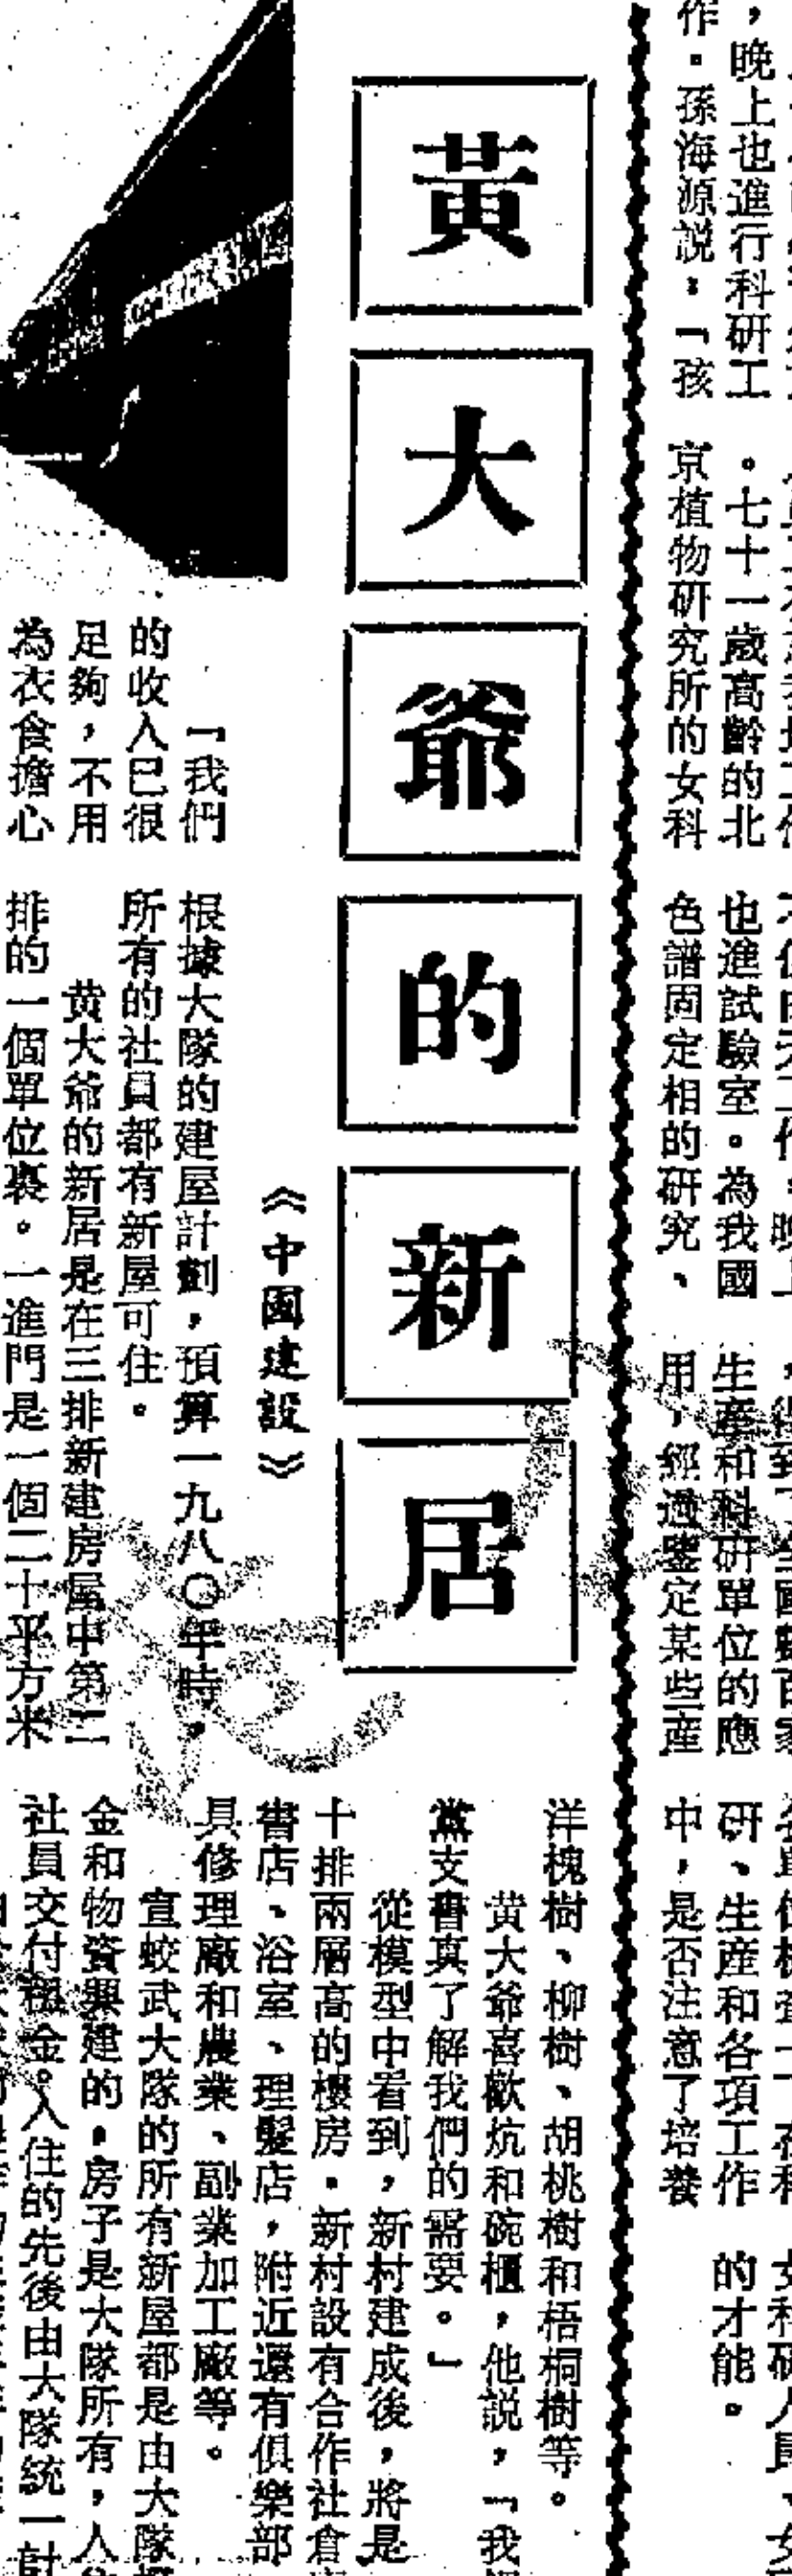 ，晚上也進行科研工
作。孫海源説：「孩
。七十一歲高齡的北
京植物研究所的女科
也進試驗室。為我國
色譜固定相的研究、
生産和科研單位的應
用，經過鑒定某些産
研、生産和各項工作
中，是否注意了培養
的才能。
黃大爺的新居
《中國建設》
「我們
的收入已很
足夠，不用
為衣食擔心
根據大隊的建屋計劃，預算一九八〇年時，
所有的社員都有新屋可住。
黃大爺的新居是在三排新建房屋中第二
排的一個單位裏。一進門是一個二十平方米
洋槐樹、柳樹、胡桃樹和梧桐樹等。
黃大爺喜歡炕和碗櫃，他説，「我
黨支書真了解我們的需要。」
從模型中看到，新村建成後，將是
十排兩層高的樓房。新村設有合作社倉
書店、浴室、理髮店，附近還有俱樂部
具修理廠和農業、副業加工廠等。
宣蛟武大隊的所有新屋都是由大隊
金和物資興建的。房子是大隊所有，人
社員交付租金。入住的先後由大隊統一計